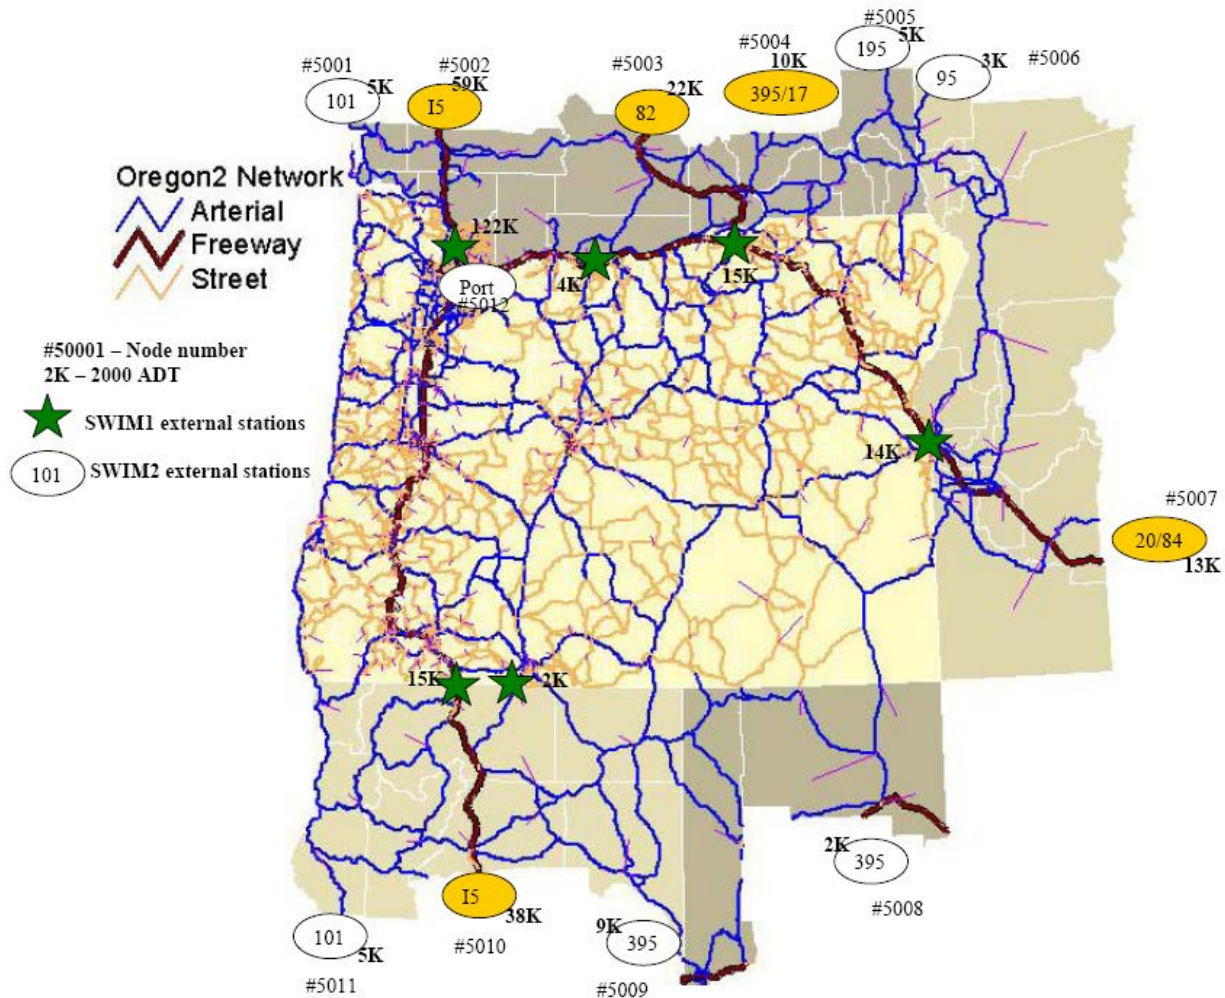 #5005
5K
195
#5004
10K
395/17
3K
95
#5006
#5001
5K
101
#5002
59K
I5
#5003
22K
82
Oregon2 Network
Arterial
Freeway
Street
122K
Port
#5012
4K
15K
#50001 – Node number
2K – 2000 ADT
SWIM1 external stations
101
SWIM2 external stations
14K
#5007
20/84
13K
15K
2K
2K
395
#5008
I5
38K
#5010
9K
395
#5009
101
5K
#5011